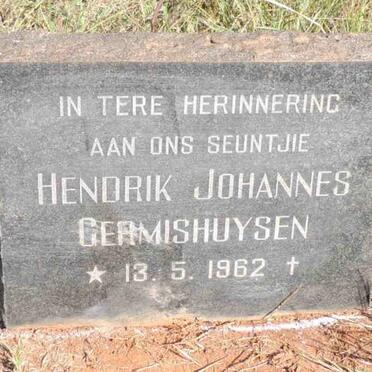 IN TERE HERINNERING
AAN ONS SEUNTJIE
HENDRIK JOHANNES
GERMISHUYSEN
★ 13. 5. 1962 †